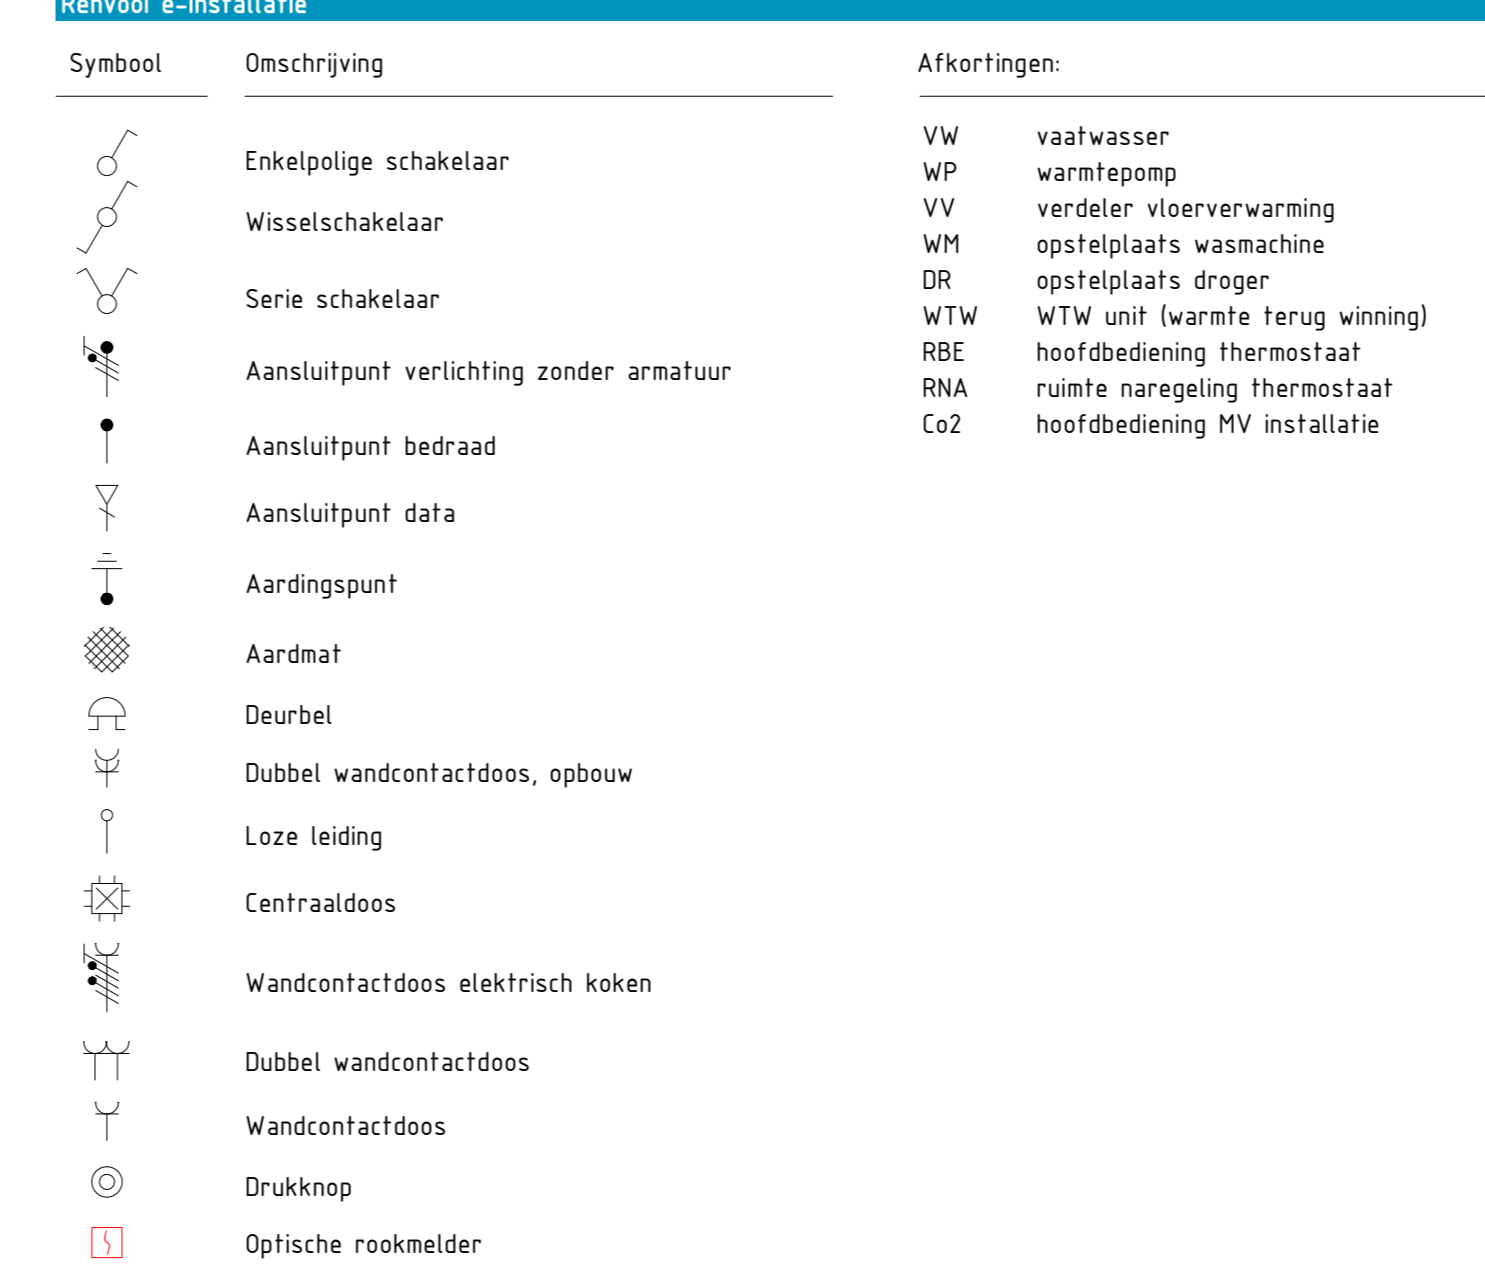 Renvooi e-installatie
Symbool Omschrijving
Enkelpolige schakelaar
Wisselschakelaar
Serie schakelaar
Aansluitpunt verlichting zonder armatuur
Aansluitpunt bedraad
Aansluitpunt data
Aardingspunt
Aardmat
Deurbel
Dubbel wandcontactdoos, opbouw
Loze leiding
Centraaldoos
Wandcontactdoos elektrisch koken
Dubbel wandcontactdoos
Wandcontactdoos
Drukknop
Optische rookmelder
Afkortingen:
VW vaatwasser
WP warmtepomp
VV verdeler vloerverwarming
WM opstelplaats wasmachine
DR opstelplaats droger
WTW WTW unit (warmte terug winning)
RBE hoofdbediening thermostaat
RNA ruimte naregeling thermostaat
Co2 hoofdbediening MV installatie